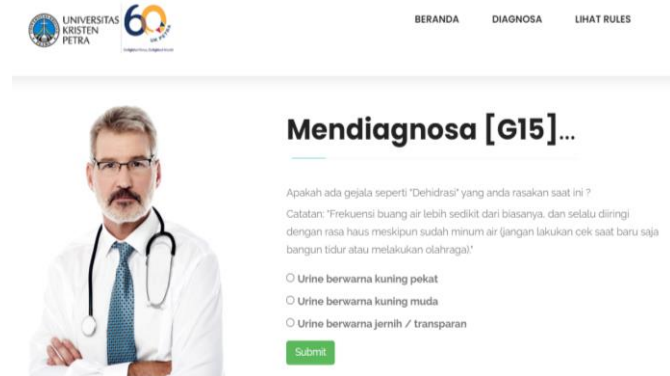 UNIVERSITAS
KRISTEN
PETRA
60
UK PETRA
BERANDA DIAGNOSA LIHAT RULES
Mendiagnosa [G15]...
Apakah ada gejala seperti "Dehidrasi" yang anda rasakan saat ini ?
Catatan: "Frekuensi buang air lebih sedikit dari biasanya, dan selalu diiringi
dengan rasa haus meskipun sudah minum air (jangan lakukan cek saat baru saja
bangun tidur atau melakukan olahraga)."
Urine berwarna kuning pekat
Urine berwarna kuning muda
Urine berwarna jernih / transparan
Submit